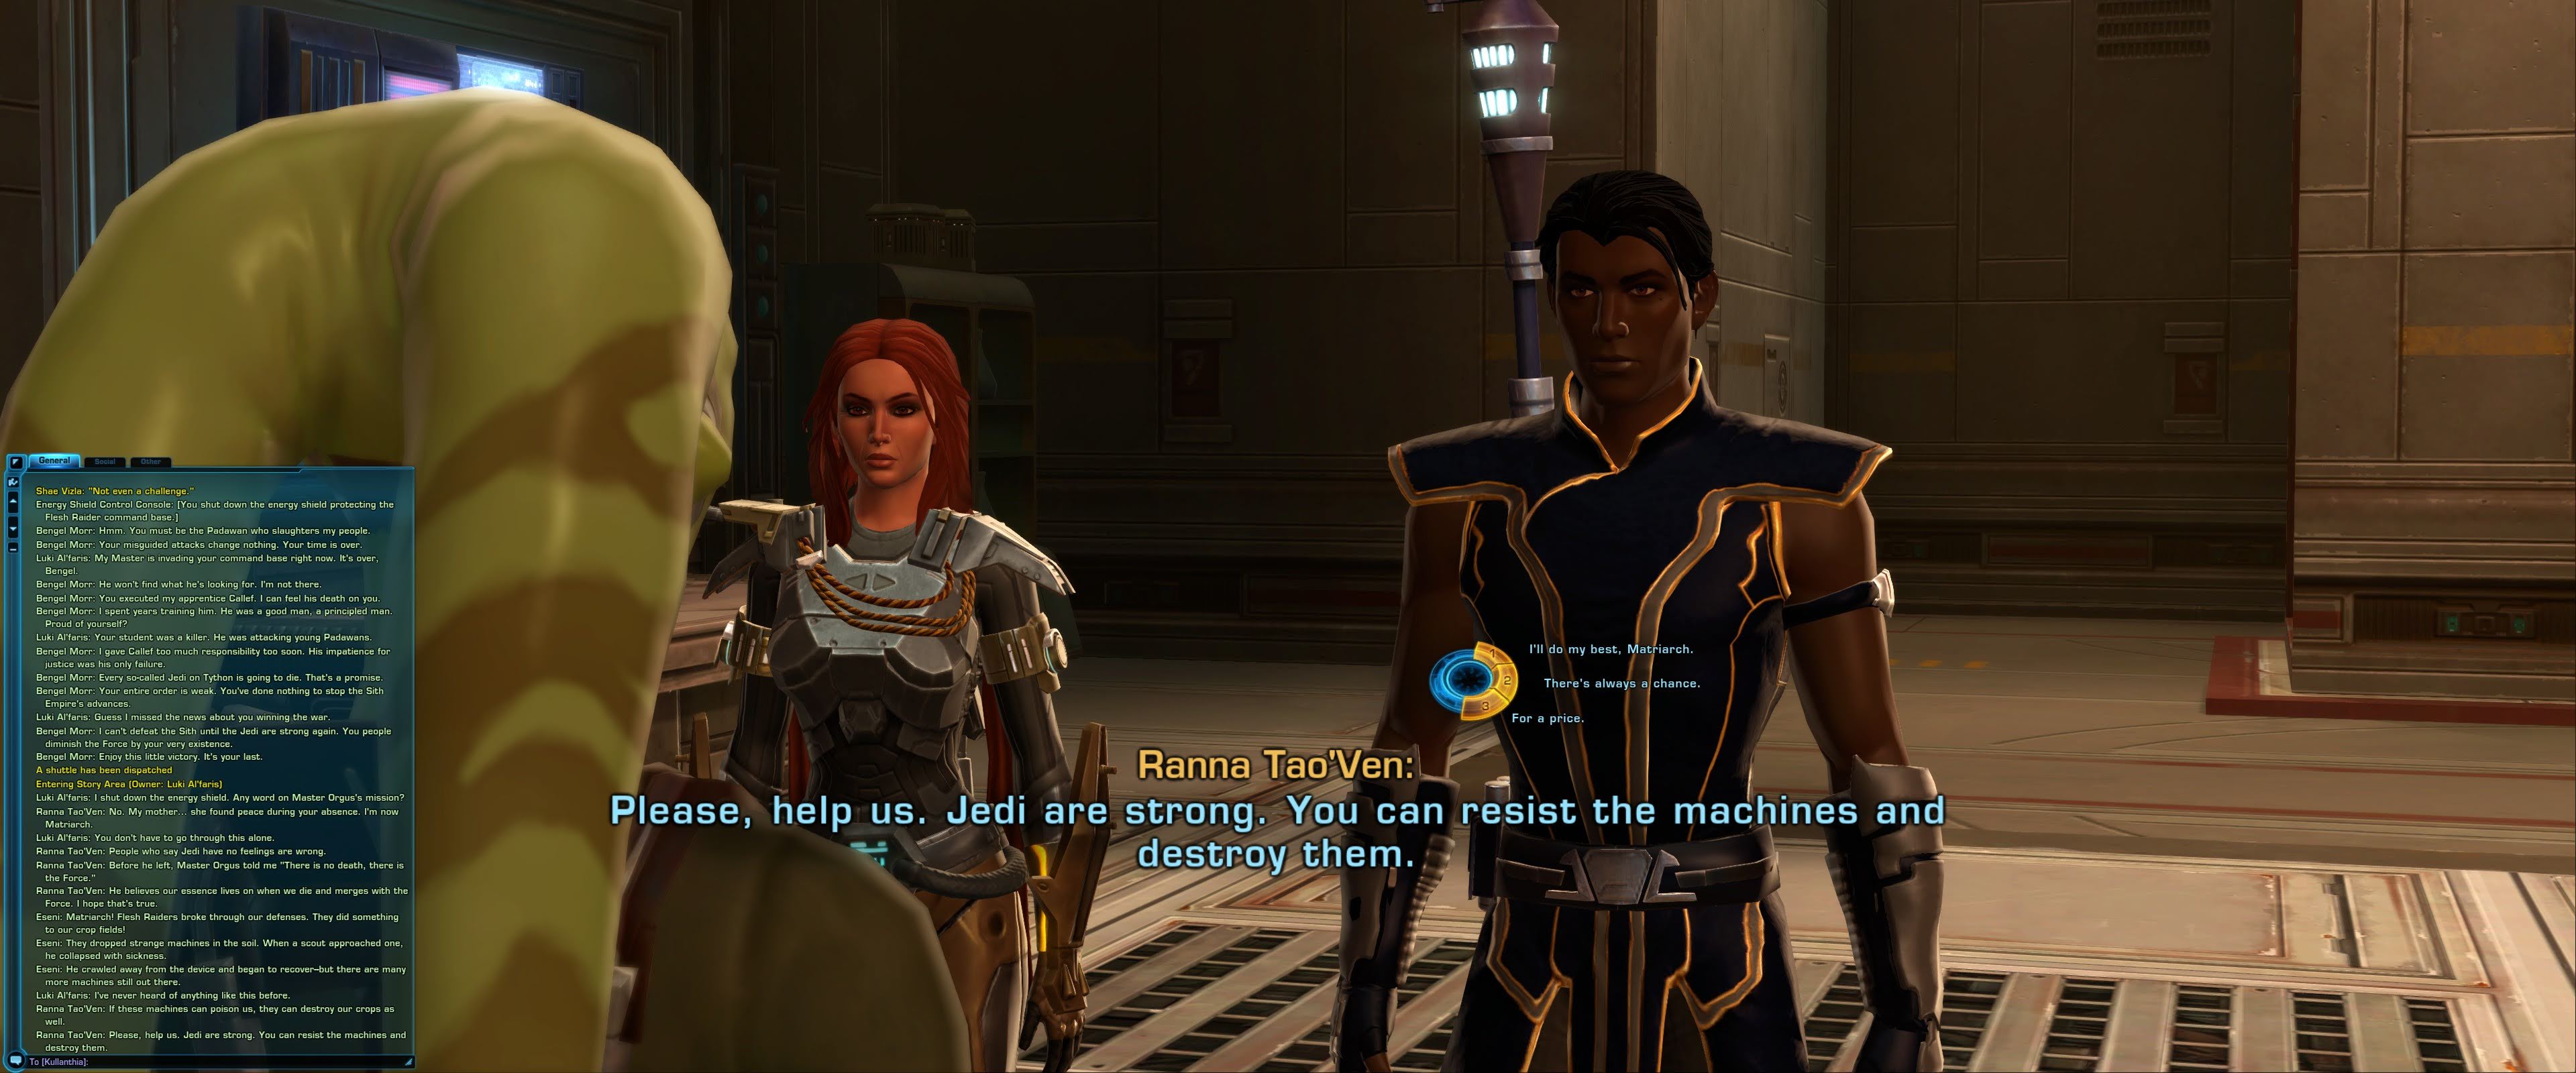 General Social Other
Shae Vizla: "Not even a challenge."
Energy Shield Control Console: [You shut down the energy shield protecting the
Flesh Raider command base.]
Bengel Morr: Hmm. You must be the Padawan who slaughters my people.
Bengel Morr: Your misguided attacks change nothing. Your time is over.
Luki Al'faris: My Master is invading your command base right now. It's over,
Bengel.
Bengel Morr: He won't find what he's looking for. I'm not there.
Bengel Morr: You executed my apprentice Callef. I can feel his death on you.
Bengel Morr: I spent years training him. He was a good man, a principled man.
Proud of yourself?
Luki Al'faris: Your student was a killer. He was attacking young Padawans.
Bengel Morr: I gave Callef too much responsibility too soon. His impatience for
justice was his only failure.
Bengel Morr: Every so-called Jedi on Tython is going to die. That's a promise.
Bengel Morr: Your entire order is weak. You've done nothing to stop the Sith
Empire's advances.
Luki Al'faris: Guess I missed the news about you winning the war.
Bengel Morr: I can't defeat the Sith until the Jedi are strong again. You people
diminish the Force by your very existence.
Bengel Morr: Enjoy this little victory. It's your last.
A shuttle has been dispatched
Entering Story Area (Owner: Luki Al'faris)
Luki Al'faris: I shut down the energy shield. Any word on Master Orgus's mission?
Ranna Tao'Ven: No. My mother... she found peace during your absence. I'm now
Matriarch.
Luki Al'faris: You don't have to go through this alone.
Ranna Tao'Ven: People who say Jedi have no feelings are wrong.
Ranna Tao'Ven: Before he left, Master Orgus told me "There is no death, there is
the Force."
Ranna Tao'Ven: He believes our essence lives on when we die and merges with the
Force. I hope that's true.
Eseni: Matriarch! Flesh Raiders broke through our defenses. They did something
to our crop fields!
Eseni: They dropped strange machines in the soil. When a scout approached one,
he collapsed with sickness.
Eseni: He crawled away from the device and began to recover—but there are many
more machines still out there.
Luki Al'faris: I've never heard of anything like this before.
Ranna Tao'Ven: If these machines can poison us, they can destroy our crops as
well.
Ranna Tao'Ven: Please, help us. Jedi are strong. You can resist the machines and
destroy them.
To [Kullanthia]:
1 I'll do my best, Matriarch.
2 There's always a chance.
3 For a price.
Ranna Tao'Ven:
Please, help us. Jedi are strong. You can resist the machines and
destroy them.